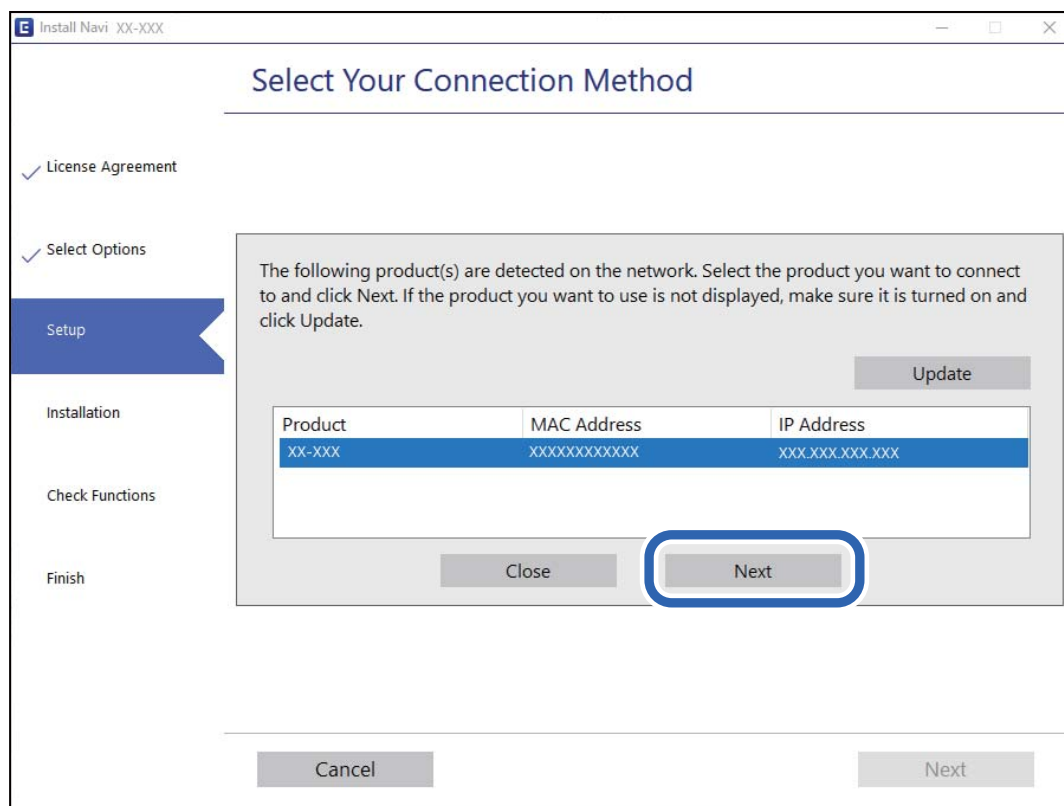 E Install Navi XX-XXX
Select Your Connection Method
License Agreement
Select Options
Setup
Installation
Check Functions
Finish
The following product(s) are detected on the network. Select the product you want to connect
to and click Next. If the product you want to use is not displayed, make sure it is turned on and
click Update.
Update
Product MAC Address IP Address
XX-XXX XXXXXXXXXXXX XXX.XXX.XXX.XXX
Close Next
Cancel Next